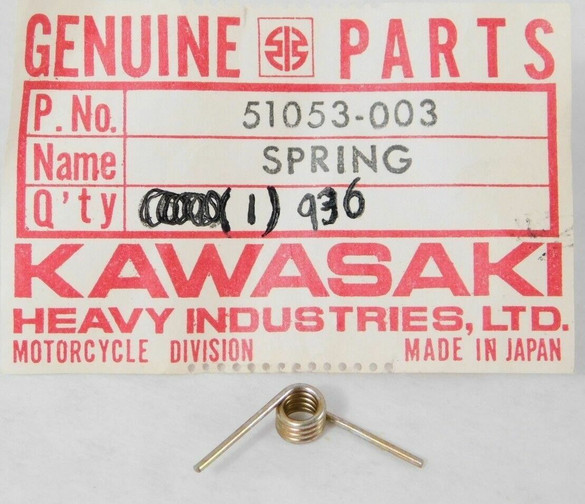 GENUINE PARTS
P. No. 51053-003
Name SPRING
Q'ty (1) 936
KAWASAKI
HEAVY INDUSTRIES, LTD.
MOTORCYCLE DIVISION MADE IN JAPAN